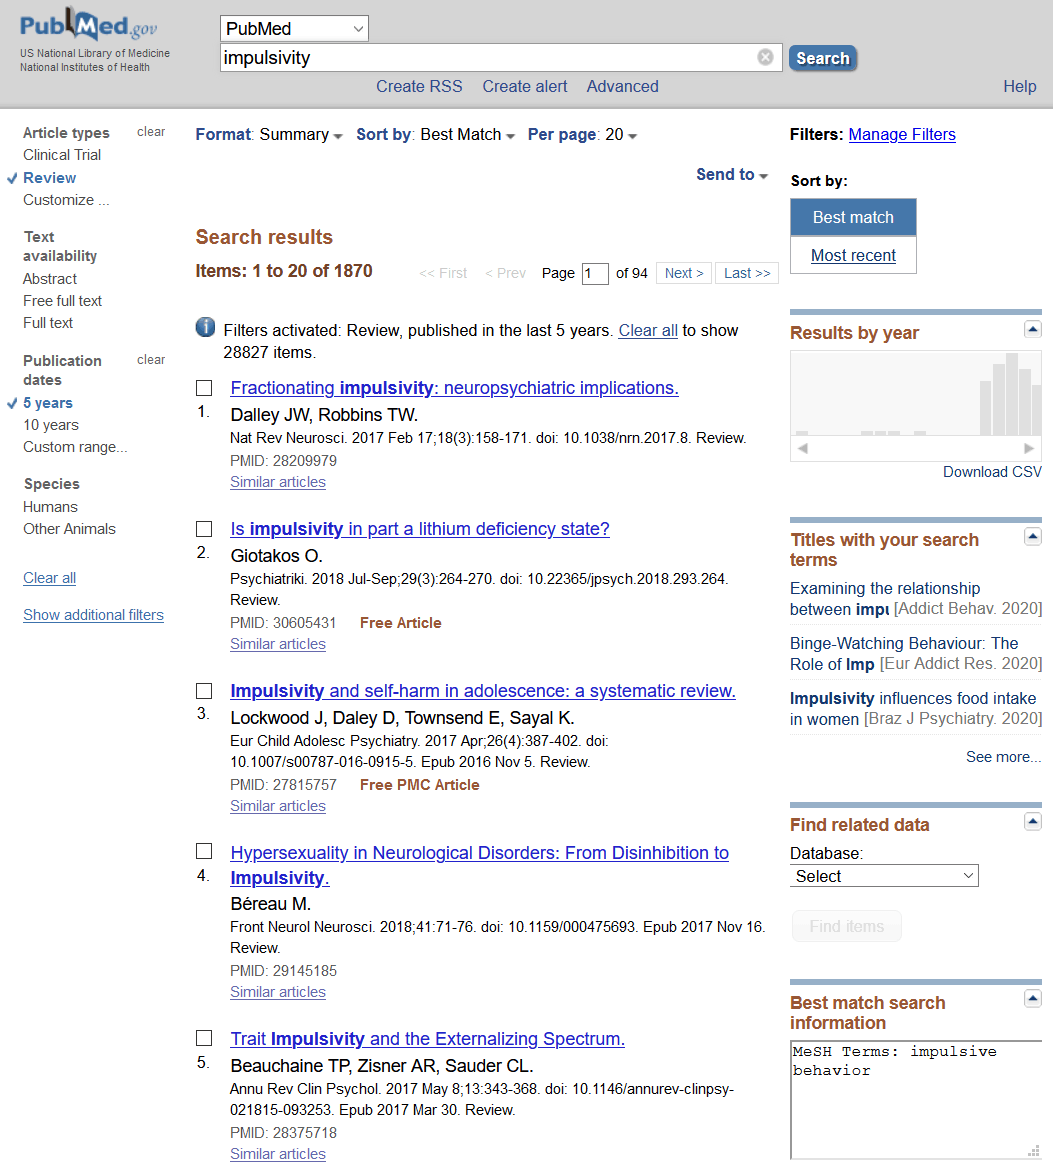 PubMed.gov
US National Library of Medicine
National Institutes of Health
PubMed
impulsivity
Search
Create RSS Create alert Advanced
Help
Article types clear
Clinical Trial
Review
Customize ...
Text
availability
Abstract
Free full text
Full text
Publication clear
dates
5 years
10 years
Custom range...
Species
Humans
Other Animals
Clear all
Show additional filters
Format: Summary Sort by: Best Match Per page: 20
Send to
Search results
Items: 1 to 20 of 1870
<< First < Prev Page 1 of 94 Next > Last >>
Filters activated: Review, published in the last 5 years. Clear all to show
28827 items.
Fractionating impulsivity: neuropsychiatric implications.
1. Dalley JW, Robbins TW.
Nat Rev Neurosci. 2017 Feb 17;18(3):158-171. doi: 10.1038/nrn.2017.8. Review.
PMID: 28209979
Similar articles
Is impulsivity in part a lithium deficiency state?
2. Giotakos O.
Psychiatriki. 2018 Jul-Sep;29(3):264-270. doi: 10.22365/jpsych.2018.293.264.
Review.
PMID: 30605431 Free Article
Similar articles
Impulsivity and self-harm in adolescence: a systematic review.
3. Lockwood J, Daley D, Townsend E, Sayal K.
Eur Child Adolesc Psychiatry. 2017 Apr;26(4):387-402. doi:
10.1007/s00787-016-0915-5. Epub 2016 Nov 5. Review.
PMID: 27815757 Free PMC Article
Similar articles
Hypersexuality in Neurological Disorders: From Disinhibition to
4. Impulsivity.
Béreau M.
Front Neurol Neurosci. 2018;41:71-76. doi: 10.1159/000475693. Epub 2017 Nov 16.
Review.
PMID: 29145185
Similar articles
Trait Impulsivity and the Externalizing Spectrum.
5. Beauchaine TP, Zisner AR, Sauder CL.
Annu Rev Clin Psychol. 2017 May 8;13:343-368. doi: 10.1146/annurev-clinpsy-
021815-093253. Epub 2017 Mar 30. Review.
PMID: 28375718
Similar articles
Filters: Manage Filters
Sort by:
Best match
Most recent
Results by year
Download CSV
Titles with your search
terms
Examining the relationship
between impu [Addict Behav. 2020]
Binge-Watching Behaviour: The
Role of Imp [Eur Addict Res. 2020]
Impulsivity influences food intake
in women [Braz J Psychiatry. 2020]
See more...
Find related data
Database:
Select
Find items
Best match search
information
MeSH Terms: impulsive
behavior